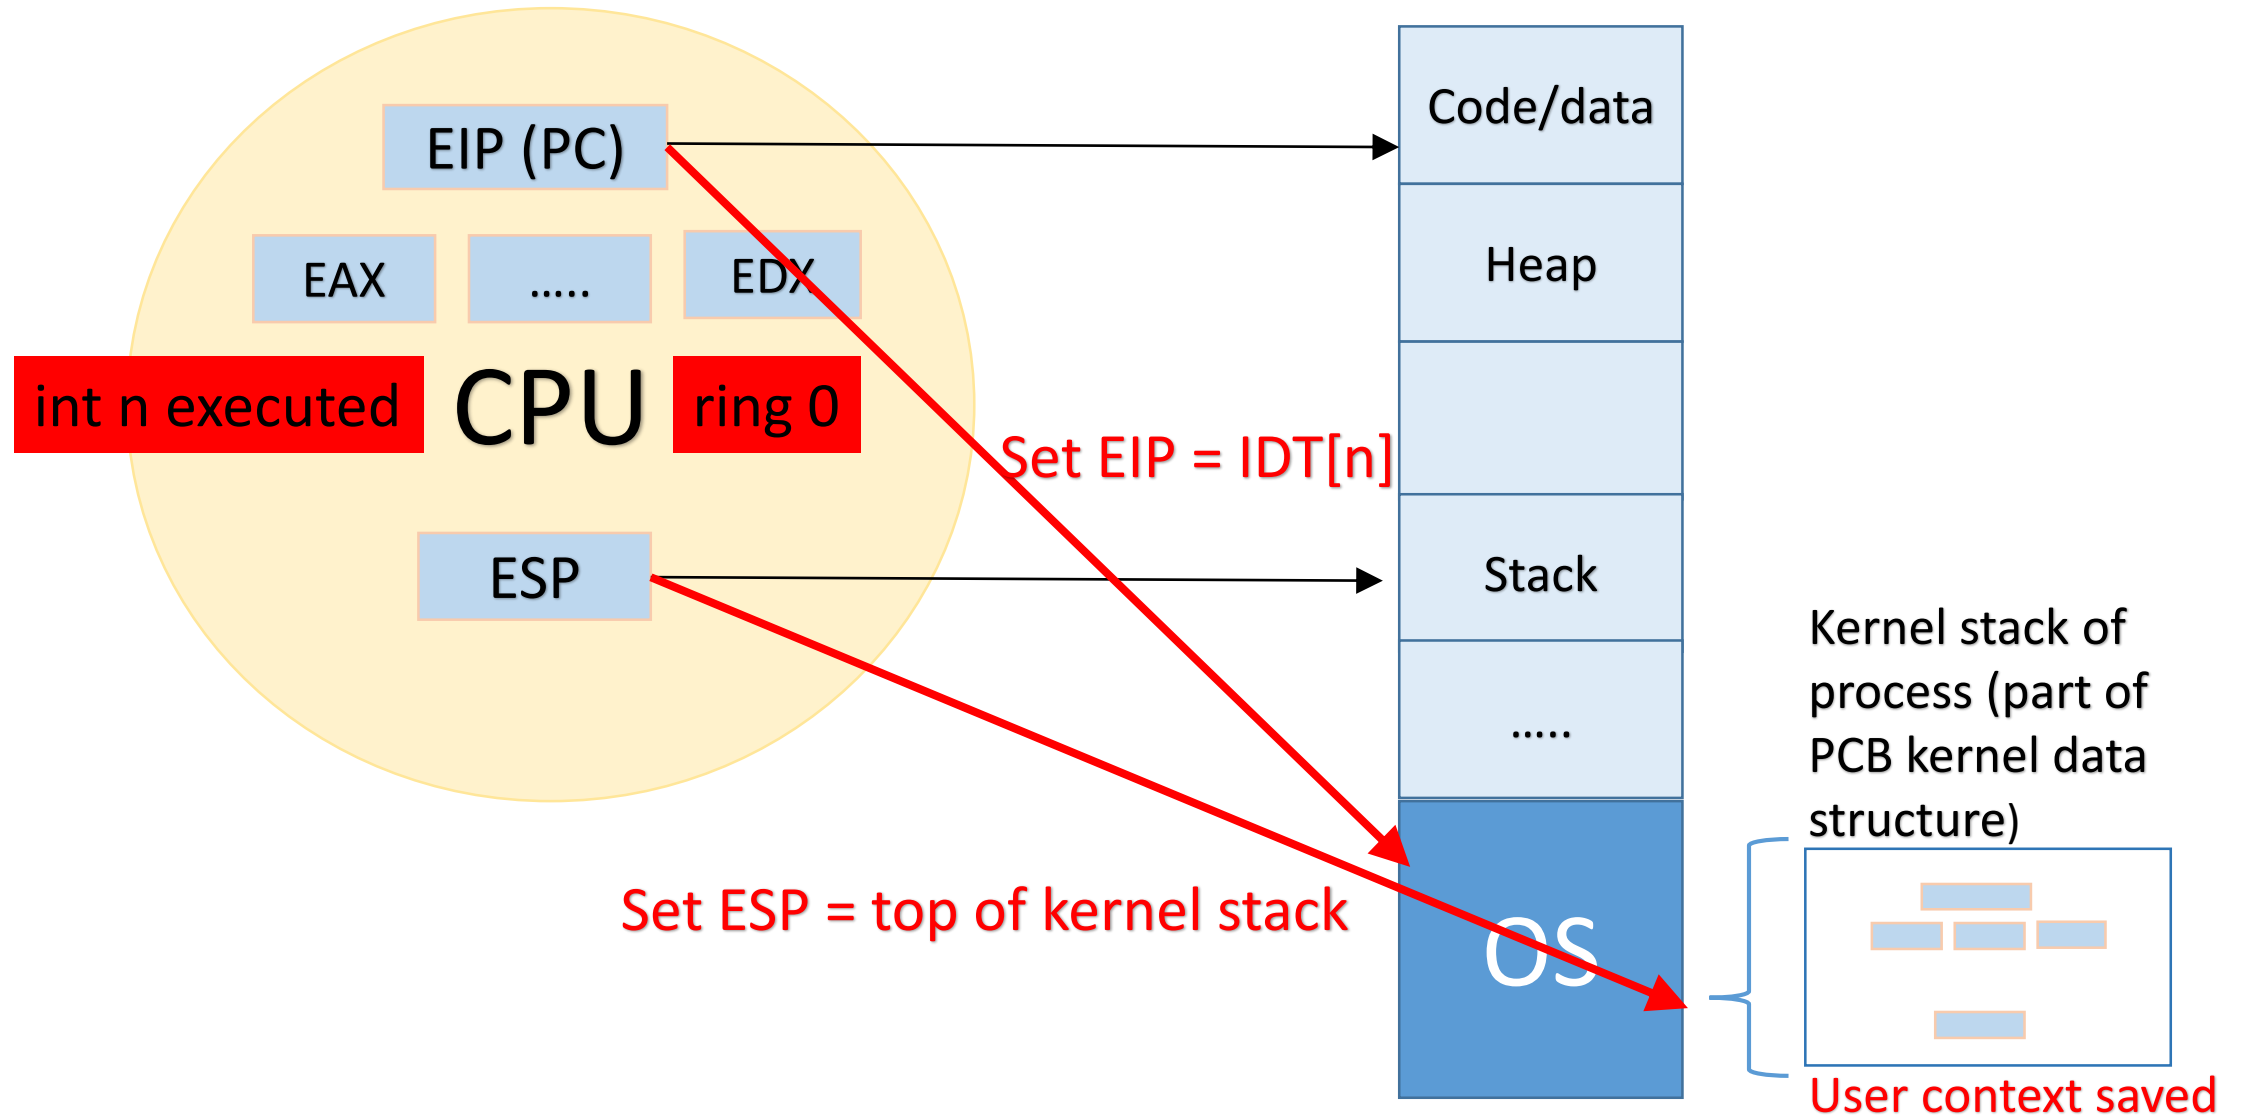 EIP (PC)
EAX
.....
EDX
int n executed
CPU
ring 0
ESP
Set EIP = IDT[n]
Set ESP = top of kernel stack
Code/data
Heap
Stack
.....
OS
Kernel stack of
process (part of
PCB kernel data
structure)
User context saved